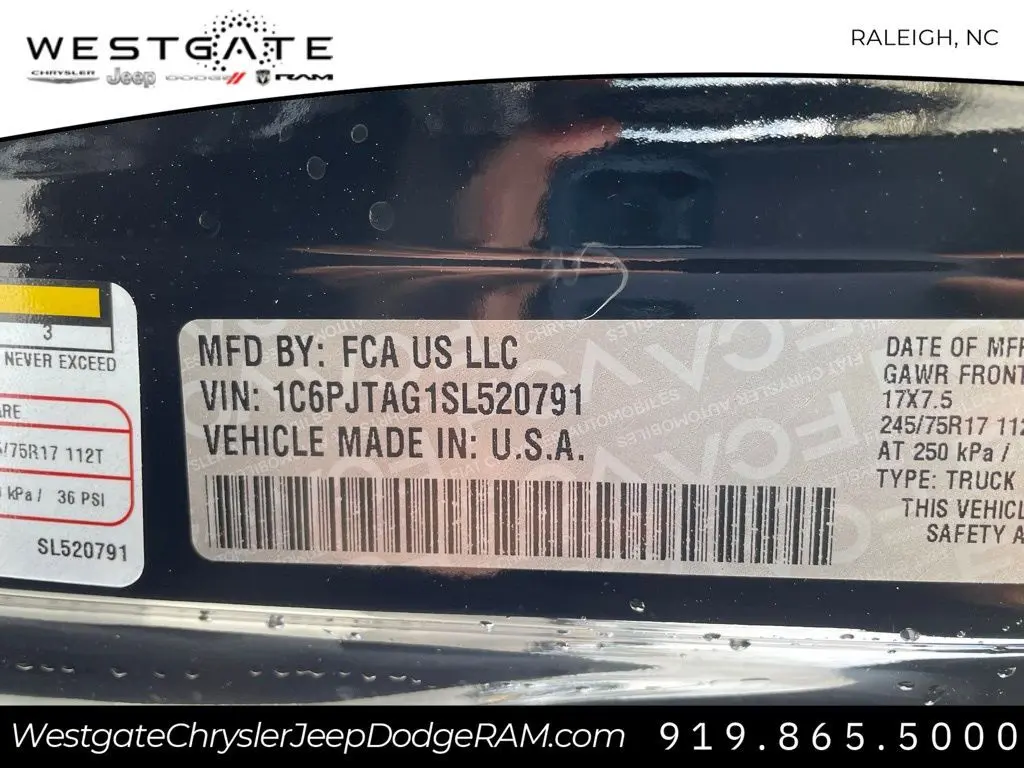 WESTGATE
CHRYSLER Jeep DODGE RAM
RALEIGH, NC
3
NEVER EXCEED
/75R17 112T
kPa / 36 PSI
SL520791
MFD BY: FCA US LLC
VIN: 1C6PJTAG1SL520791
VEHICLE MADE IN: U.S.A.
DATE OF MFR
GAWR FRONT
17X7.5
245/75R17 112
AT 250 kPa /
TYPE: TRUCK
THIS VEHICL
SAFETY A
WestgateChryslerJeepDodgeRAM.com
919.865.5000